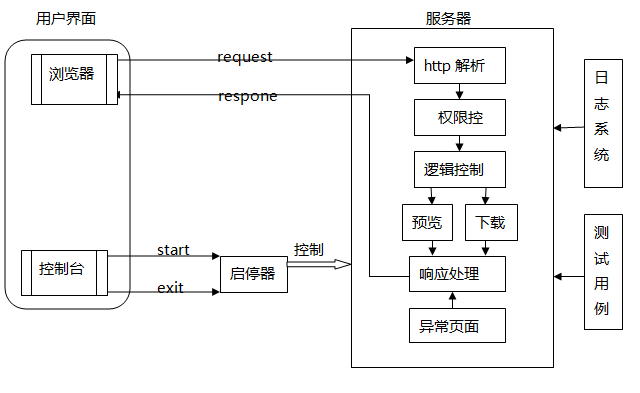 用户界面
服务器
浏览器
request
respone
http 解析
权限控
逻辑控制
预览
下载
响应处理
异常页面
控制台
start
exit
启停器
控制
日志系统
测试用例